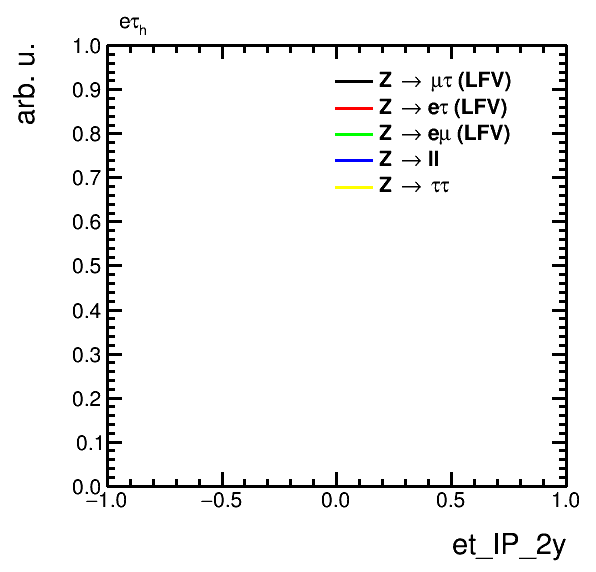 eτh
arb. u.
1.0
0.9
0.8
0.7
0.6
0.5
0.4
0.3
0.2
0.1
0.0
Z → μτ (LFV)
Z → eτ (LFV)
Z → eμ (LFV)
Z → ll
Z → ττ
−1.0 −0.5 0.0 0.5 1.0
et_IP_2y